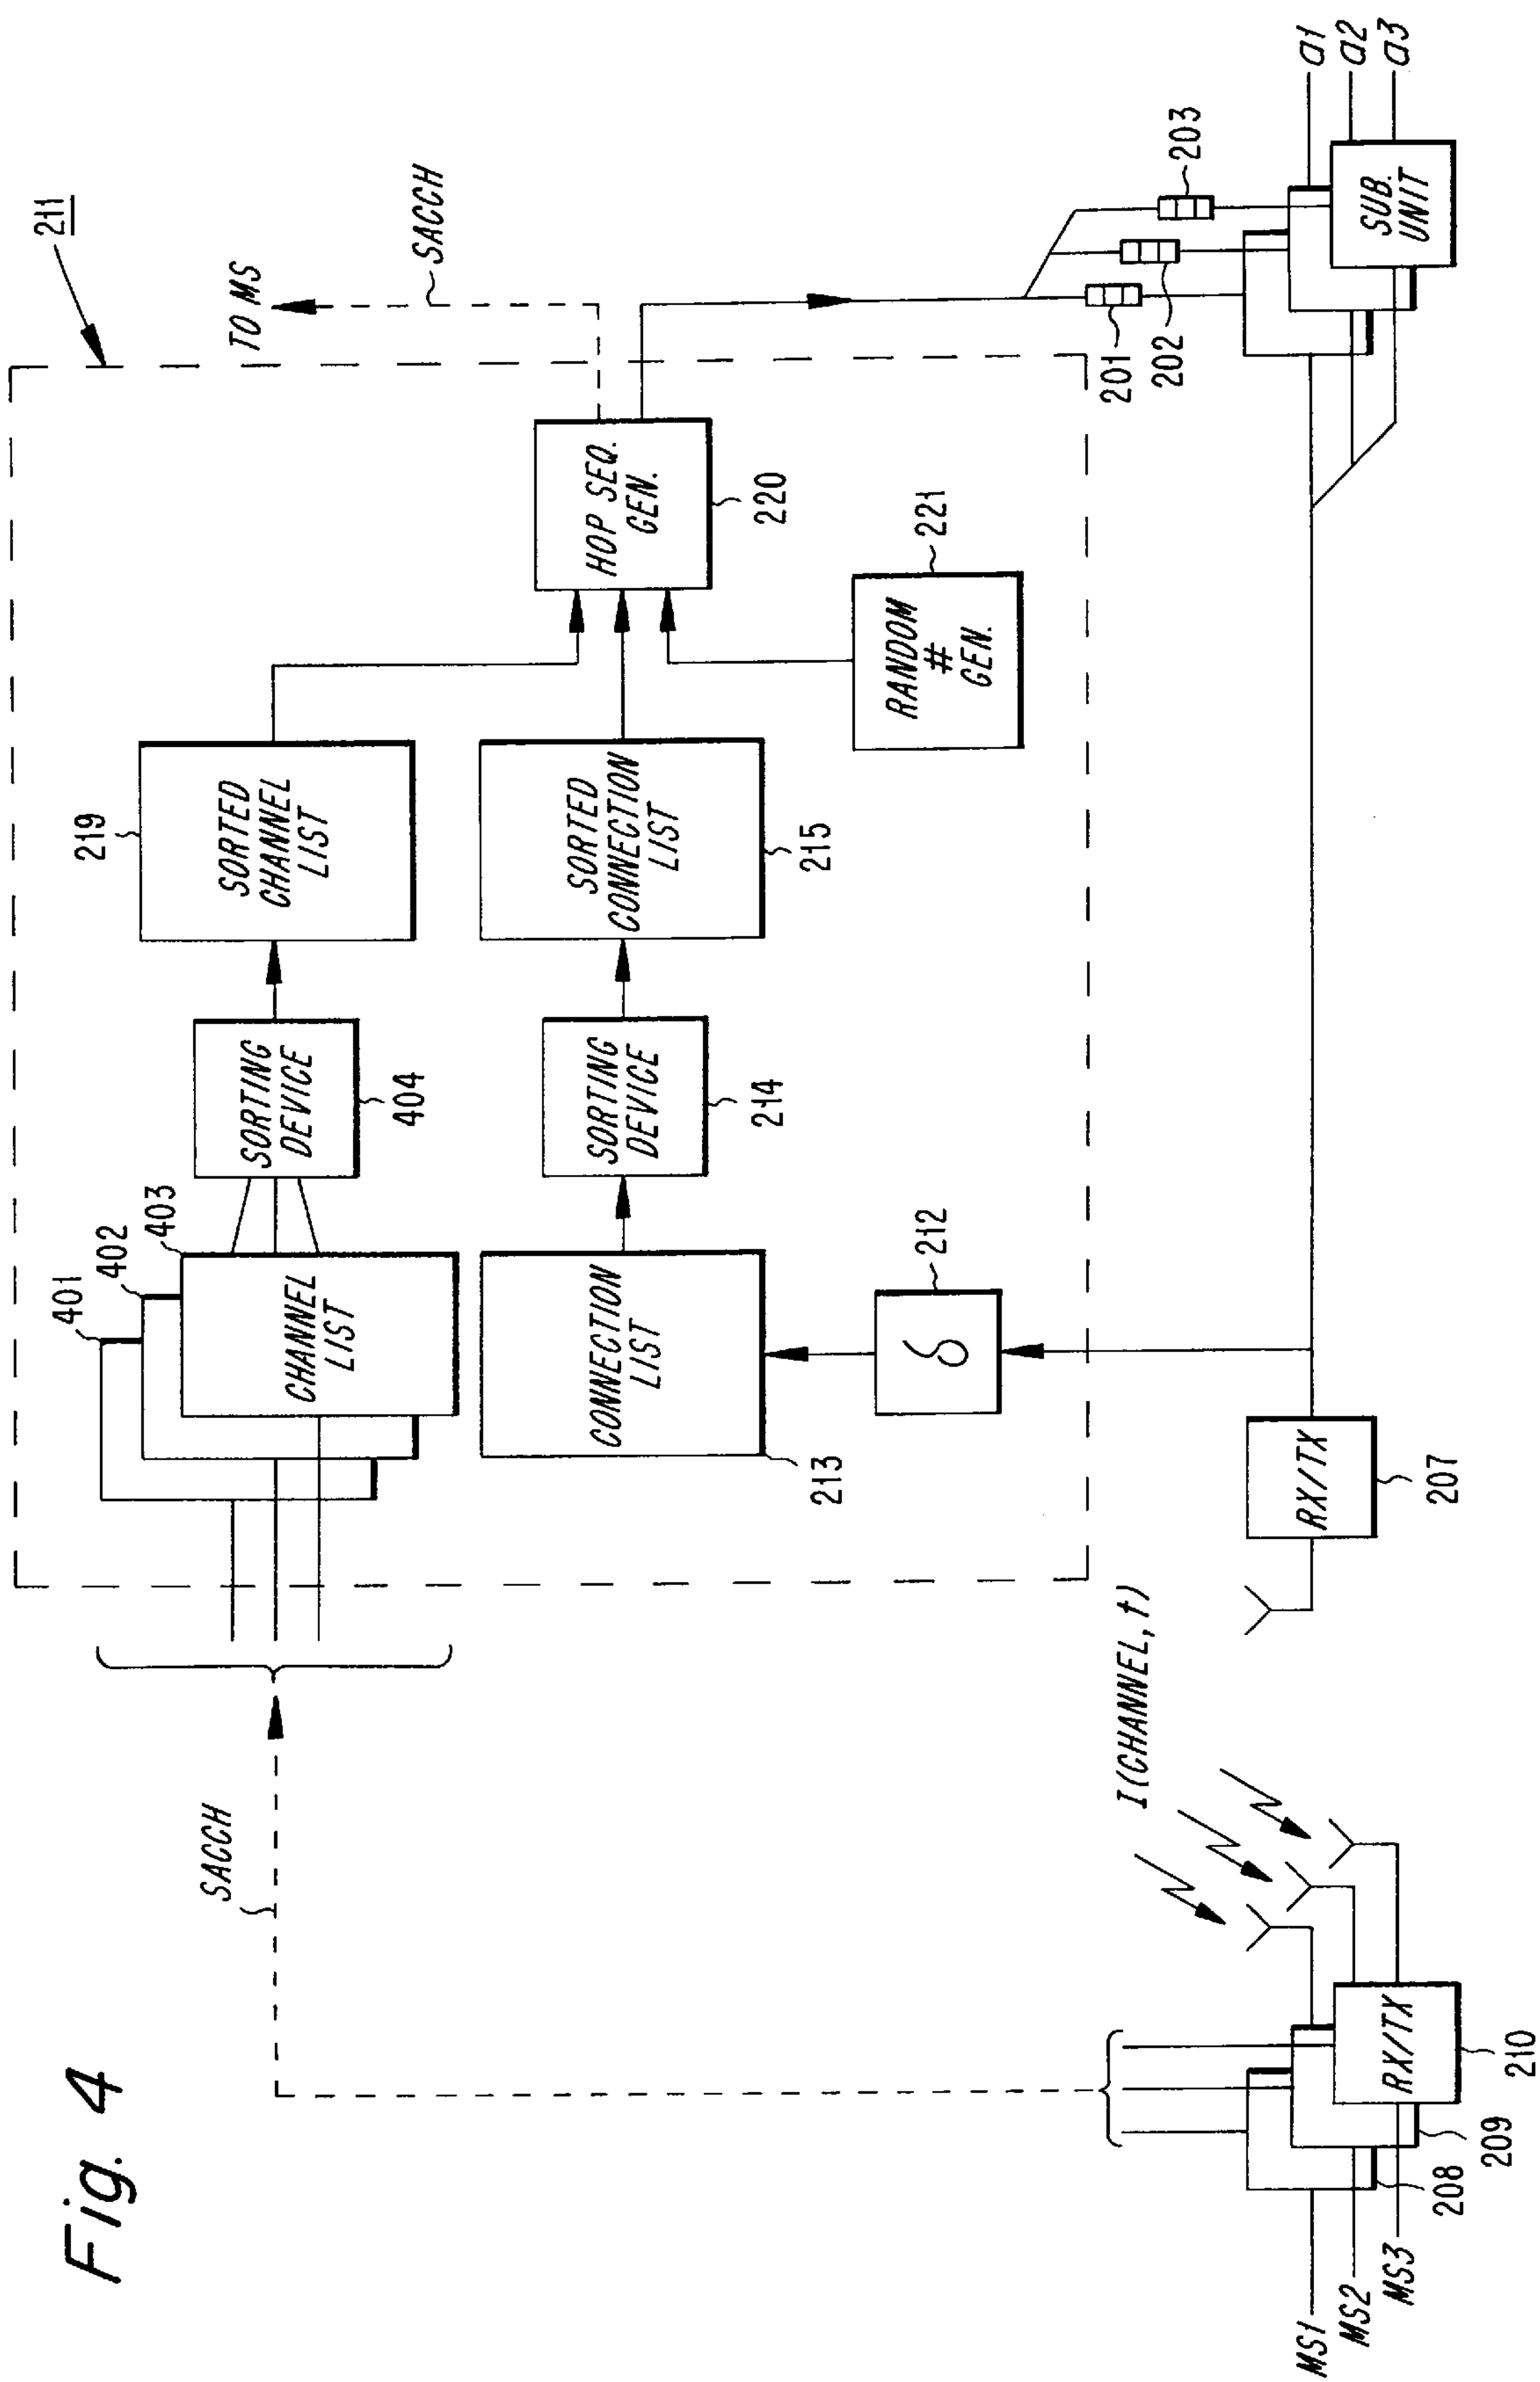 Fig. 4
211
TO MS
SACCH
SACCH
401
402
403
CHANNEL
LIST
SORTING
DEVICE
404
219
SORTED
CHANNEL
LIST
CONNECTION
LIST
213
SORTING
DEVICE
214
SORTED
CONNECTION
LIST
215
HOP SEQ.
GEN.
220
RANDOM
#
GEN.
221
212
201
202
203
SUB.
UNIT
a1
a2
a3
RX/TX
207
I(CHANNEL,t)
RX/TX
208
209
210
MS1
MS2
MS3